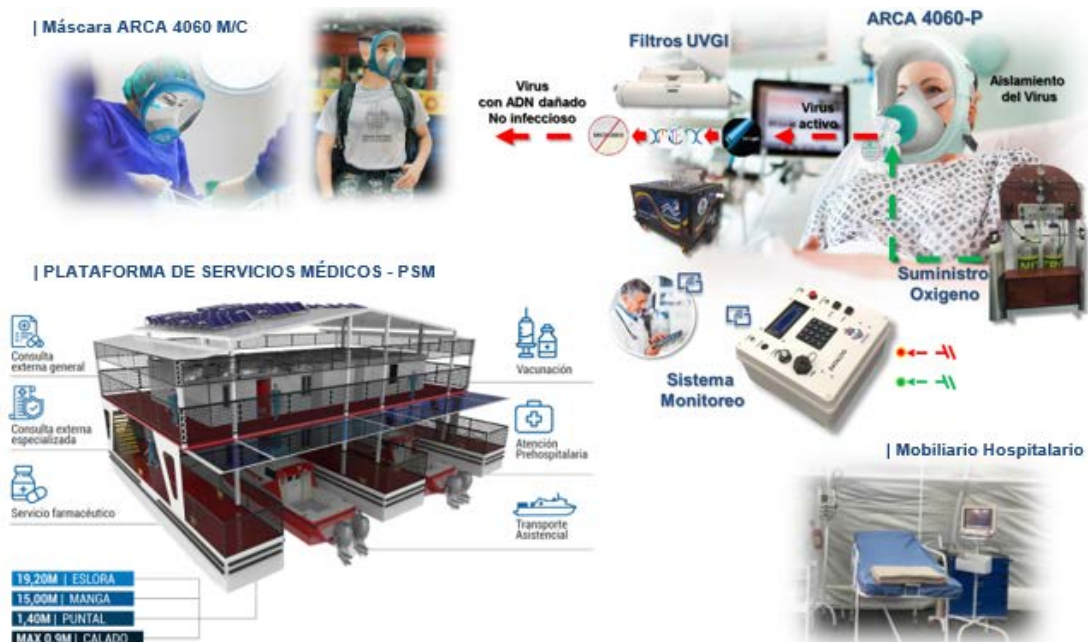 | Máscara ARCA 4060 M/C
ARCA 4060-P
Filtros UVGI
Aislamiento
del Virus
Virus
con ADN dañado
No infeccioso
Virus
activo
Suministro
Oxigeno
Sistema
Monitoreo
| PLATAFORMA DE SERVICIOS MÉDICOS - PSM
Consulta
externa general
Consulta externa
especializada
Servicio farmacéutico
Vacunación
Atención
Prehospitalaria
Transporte
Asistencial
19,20M | ESLORA
15,00M | MANGA
1,40M | PUNTAL
MAX 0.9M | CALADO
| Mobiliario Hospitalario